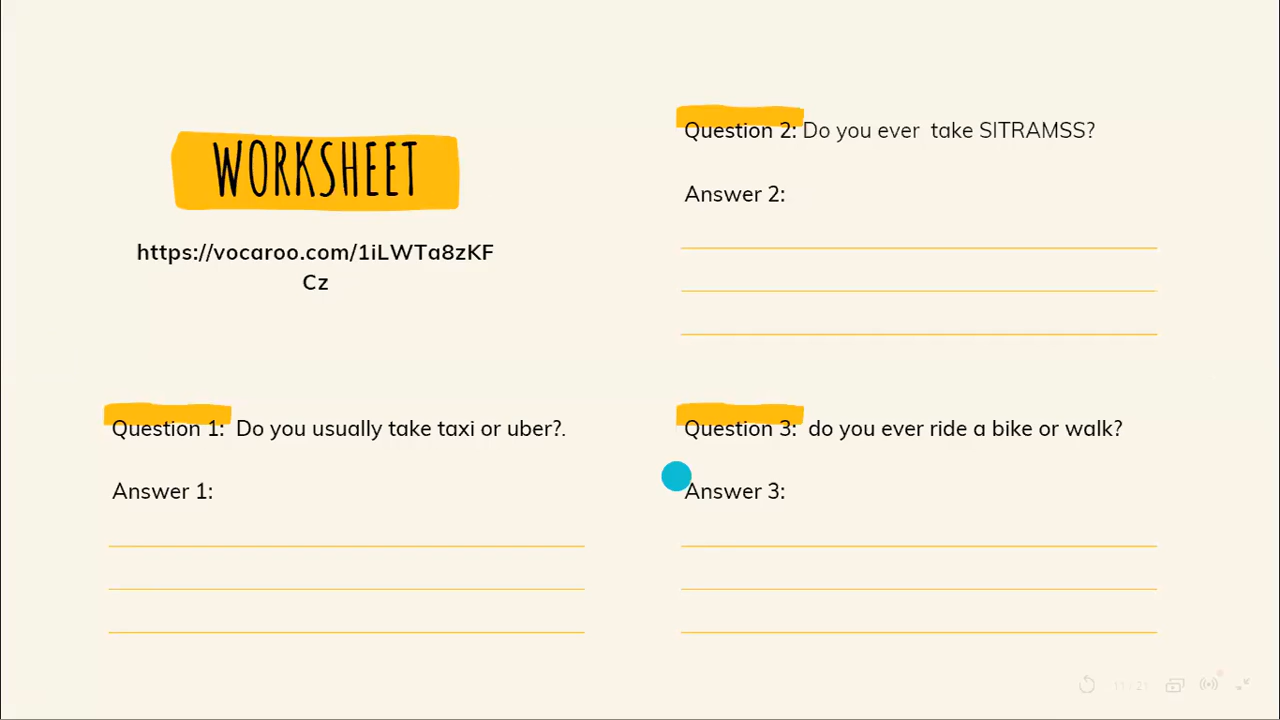 WORKSHEET
https://vocaroo.com/1iLWTa8zKF
Cz
Question 1:  Do you usually take taxi or uber?.
Answer 1:
Question 2: Do you ever  take SITRAMSS?
Answer 2:
Question 3:  do you ever ride a bike or walk?
Answer 3: